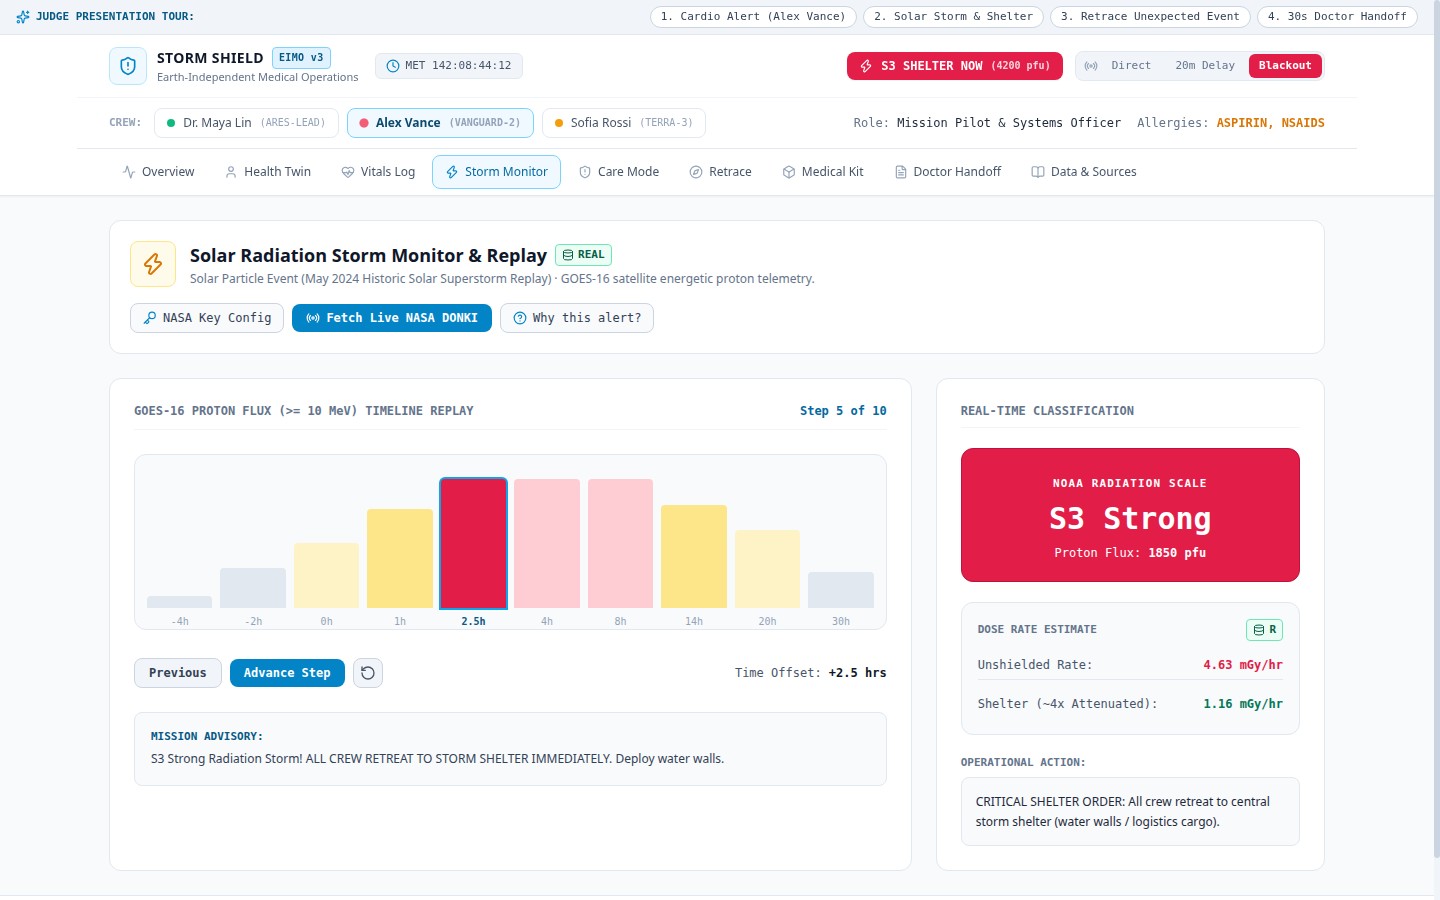 JUDGE PRESENTATION TOUR:
1. Cardio Alert (Alex Vance)
2. Solar Storm & Shelter
3. Retrace Unexpected Event
4. 30s Doctor Handoff
STORM SHIELD EIMO v3
Earth-Independent Medical Operations
MET 142:08:44:12
S3 SHELTER NOW (4200 pfu)
Direct
20m Delay
Blackout
CREW:
Dr. Maya Lin (ARES-LEAD)
Alex Vance (VANGUARD-2)
Sofia Rossi (TERRA-3)
Role: Mission Pilot & Systems Officer
Allergies: ASPIRIN, NSAIDS
Overview
Health Twin
Vitals Log
Storm Monitor
Care Mode
Retrace
Medical Kit
Doctor Handoff
Data & Sources
Solar Radiation Storm Monitor & Replay REAL
Solar Particle Event (May 2024 Historic Solar Superstorm Replay) · GOES-16 satellite energetic proton telemetry.
NASA Key Config
Fetch Live NASA DONKI
Why this alert?
GOES-16 PROTON FLUX (>= 10 MeV) TIMELINE REPLAY
Step 5 of 10
-4h
-2h
0h
1h
2.5h
4h
8h
14h
20h
30h
Previous
Advance Step
Time Offset: +2.5 hrs
MISSION ADVISORY:
S3 Strong Radiation Storm! ALL CREW RETREAT TO STORM SHELTER IMMEDIATELY. Deploy water walls.
REAL-TIME CLASSIFICATION
NOAA RADIATION SCALE
S3 Strong
Proton Flux: 1850 pfu
DOSE RATE ESTIMATE
R
Unshielded Rate: 4.63 mGy/hr
Shelter (~4x Attenuated): 1.16 mGy/hr
OPERATIONAL ACTION:
CRITICAL SHELTER ORDER: All crew retreat to central
storm shelter (water walls / logistics cargo).